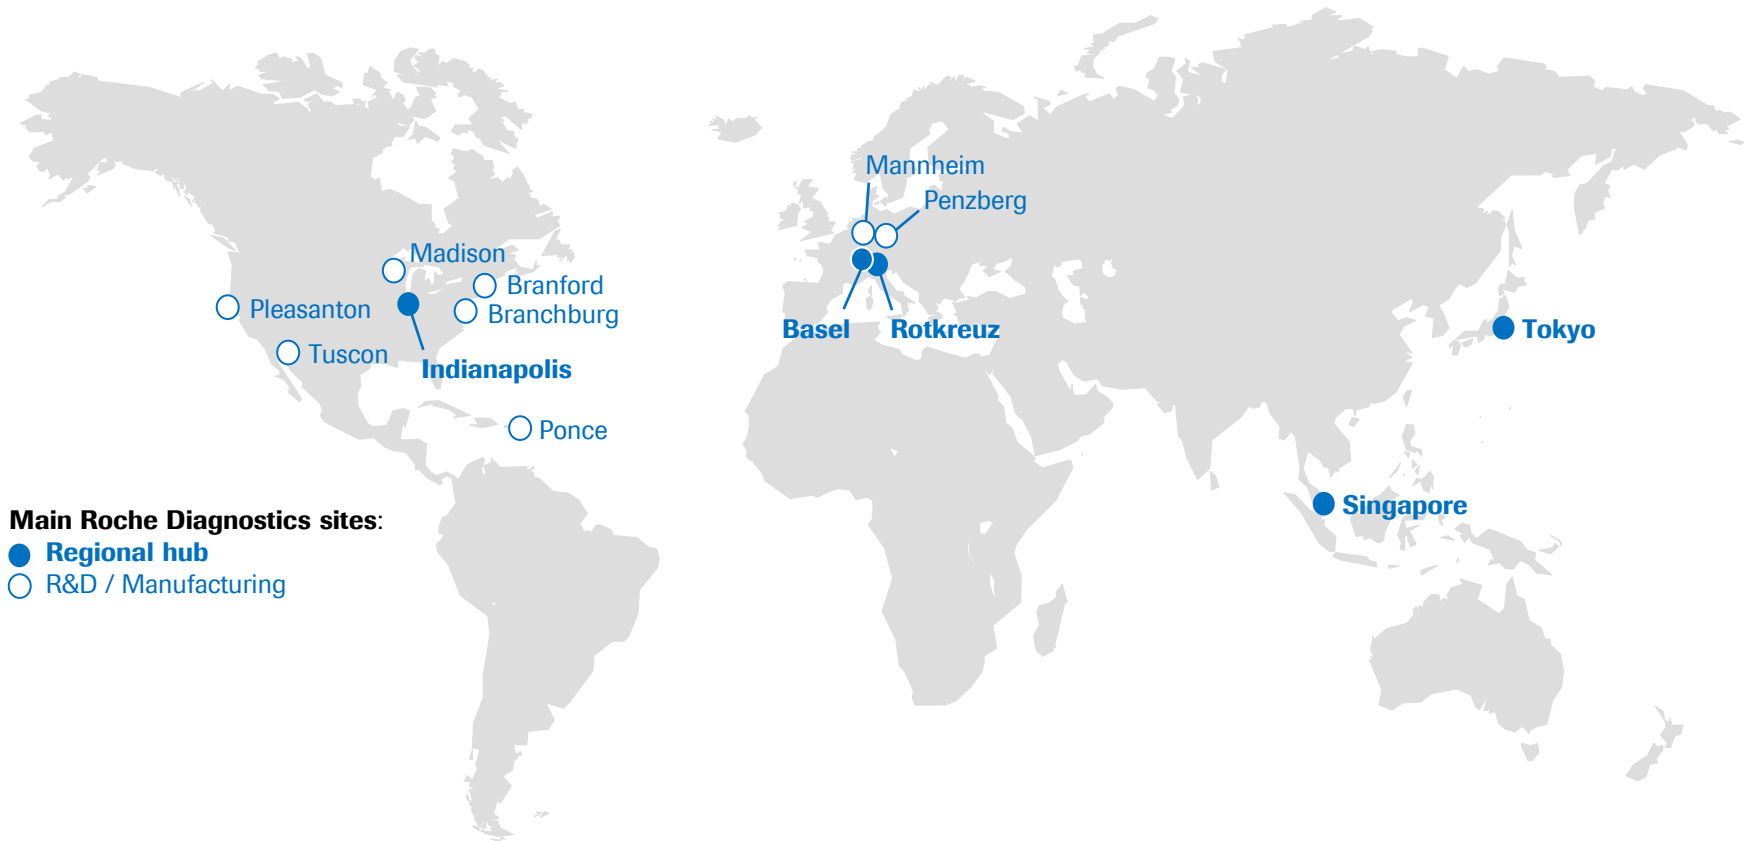 Mannheim
Penzberg
Madison
Branford
Pleasanton
Branchburg
Basel
Rotkreuz
Tokyo
Tuscon
Indianapolis
Ponce
Singapore
Main Roche Diagnostics sites:
Regional hub
R&D / Manufacturing